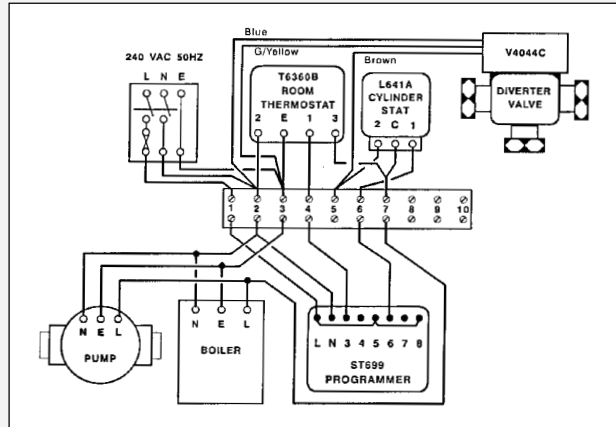 Blue
G/Yellow
Brown
240 VAC 50HZ
L N E
T6360B
ROOM
THERMOSTAT
2 E 1 3
L641A
CYLINDER
STAT
2 C 1
V4044C
DIVERTER
VALVE
1 2 3 4 5 6 7 8 9 10
N E L
PUMP
N E L
BOILER
L N 3 4 5 6 7 8
ST699
PROGRAMMER